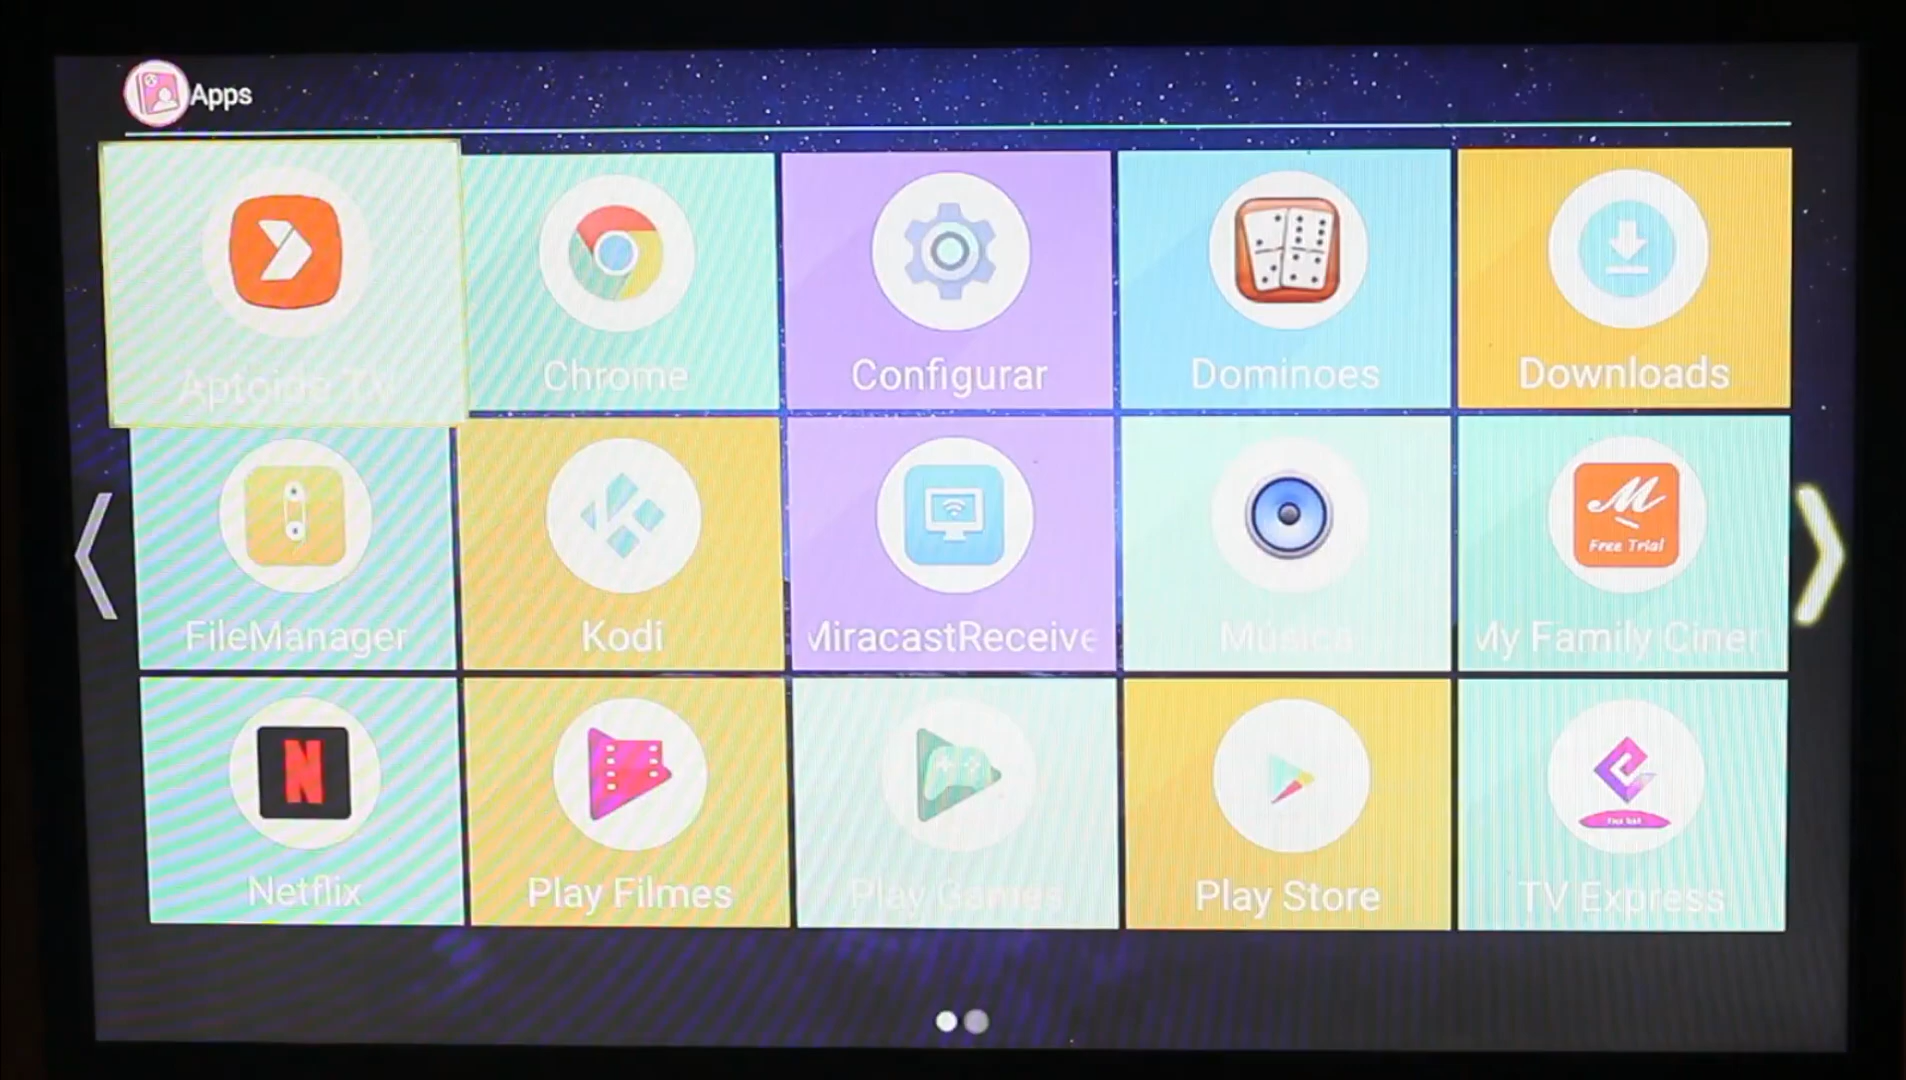 Apps
Aptoide TV
Chrome
Configurar
Dominoes
Downloads
FileManager
Kodi
MiracastReceive
Música
Free Trial
My Family Ciner
N
Netflix
Play Filmes
Play Games
Play Store
TV Express